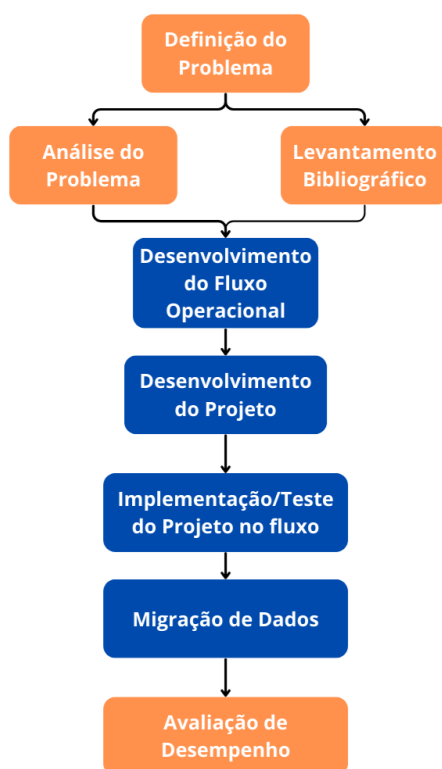 Definição do
Problema
Análise do
Problema
Levantamento
Bibliográfico
Desenvolvimento
do Fluxo
Operacional
Desenvolvimento
do Projeto
Implementação/Teste
do Projeto no fluxo
Migração de Dados
Avaliação de
Desempenho